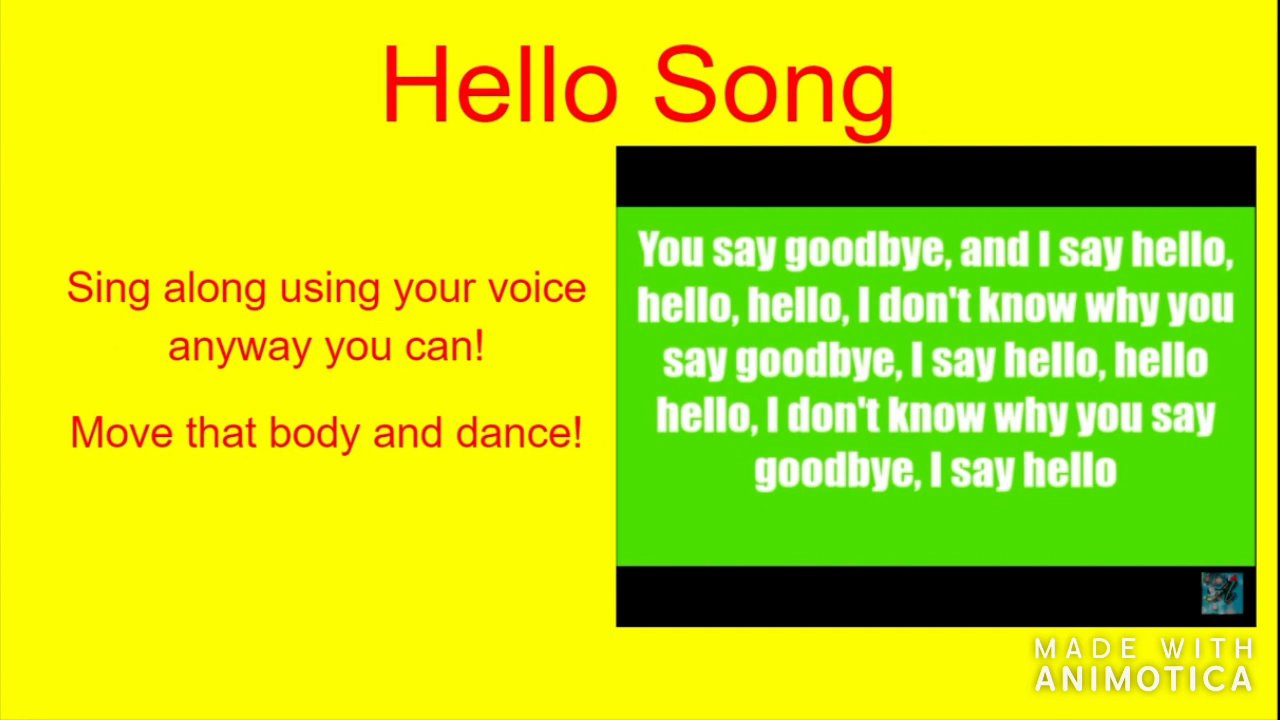 Hello Song
Sing along using your voice
anyway you can!
Move that body and dance!
You say goodbye, and I say hello,
hello, hello, I don't know why you
say goodbye, I say hello, hello
hello, I don't know why you say
goodbye, I say hello
MADE WITH
ANIMOTICA